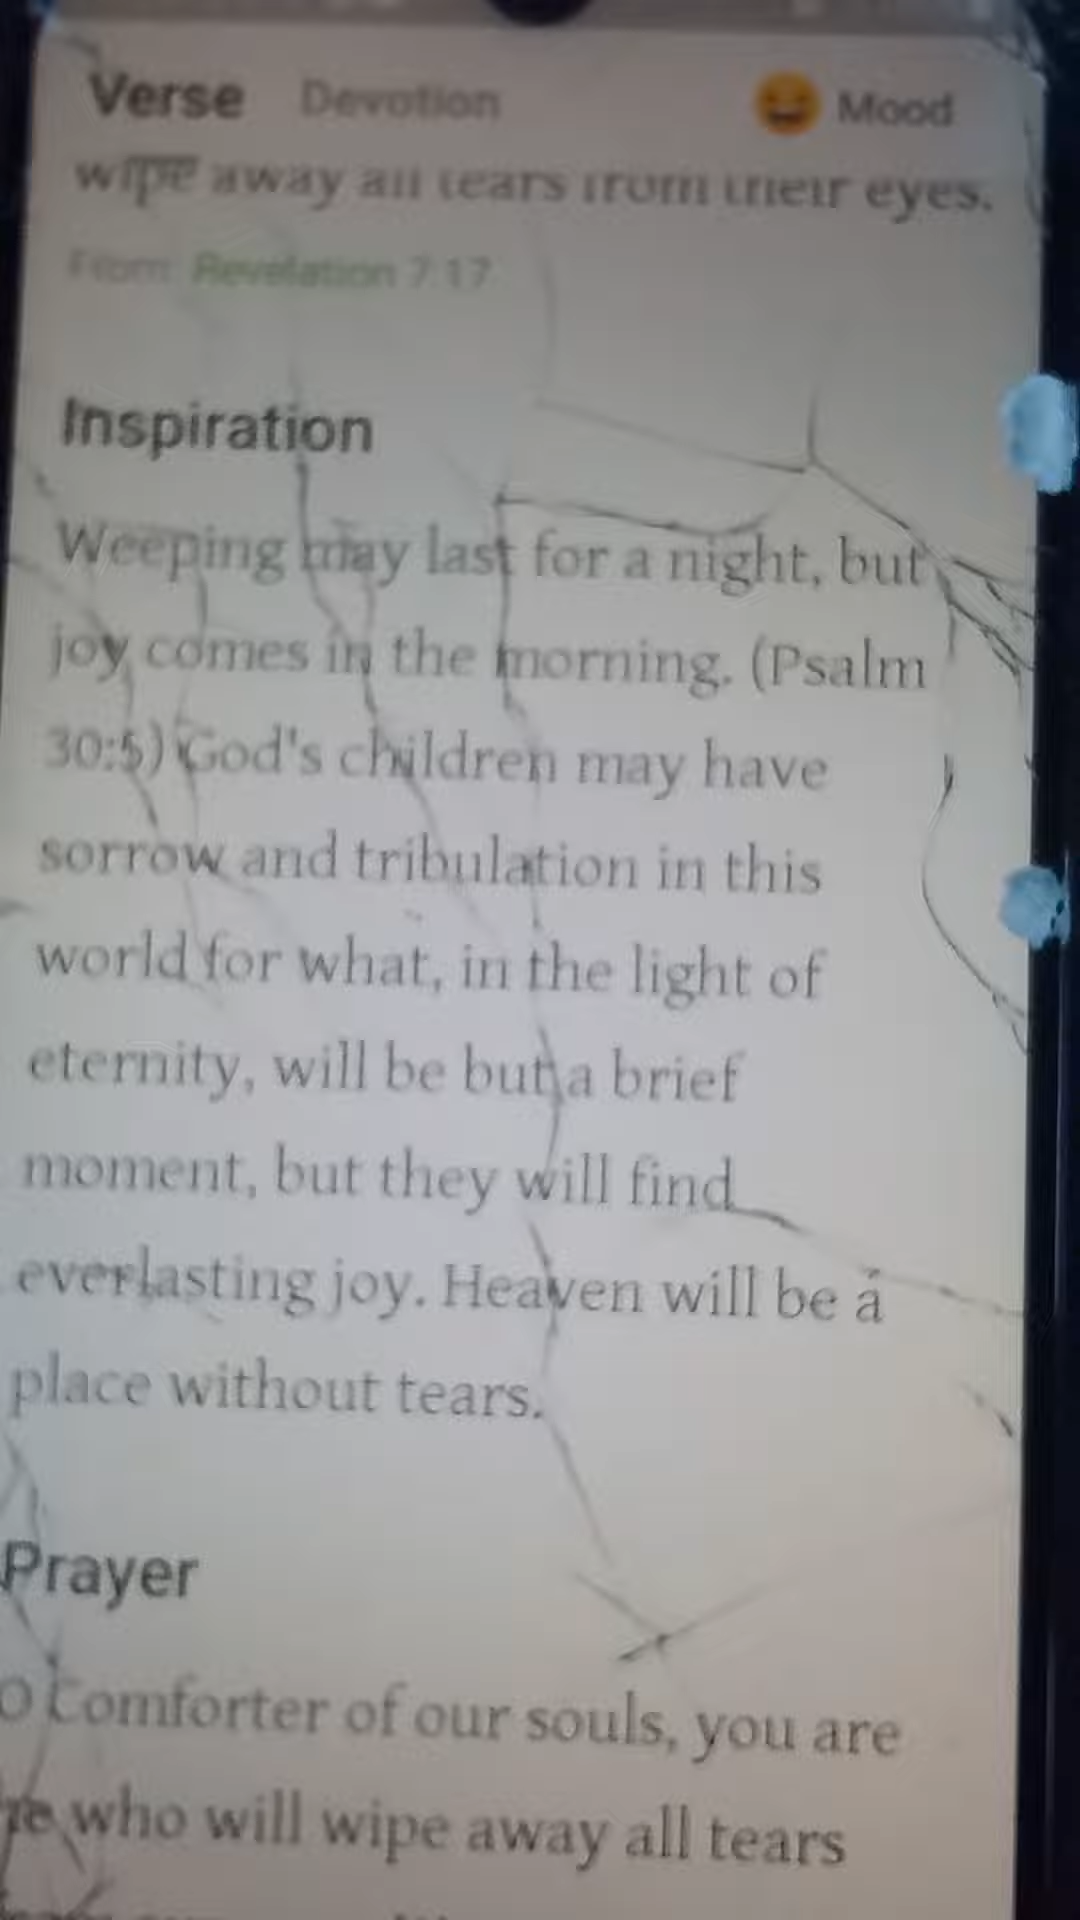 Verse Devotion 😄 Mood
wipe away all tears from their eyes.
From: Revelation 7:17
Inspiration
Weeping may last for a night, but
joy comes in the morning. (Psalm
30:5) God's children may have
sorrow and tribulation in this
world for what, in the light of
eternity, will be but a brief
moment, but they will find
everlasting joy. Heaven will be a
place without tears.
Prayer
O Comforter of our souls, you are
who will wipe away all tears